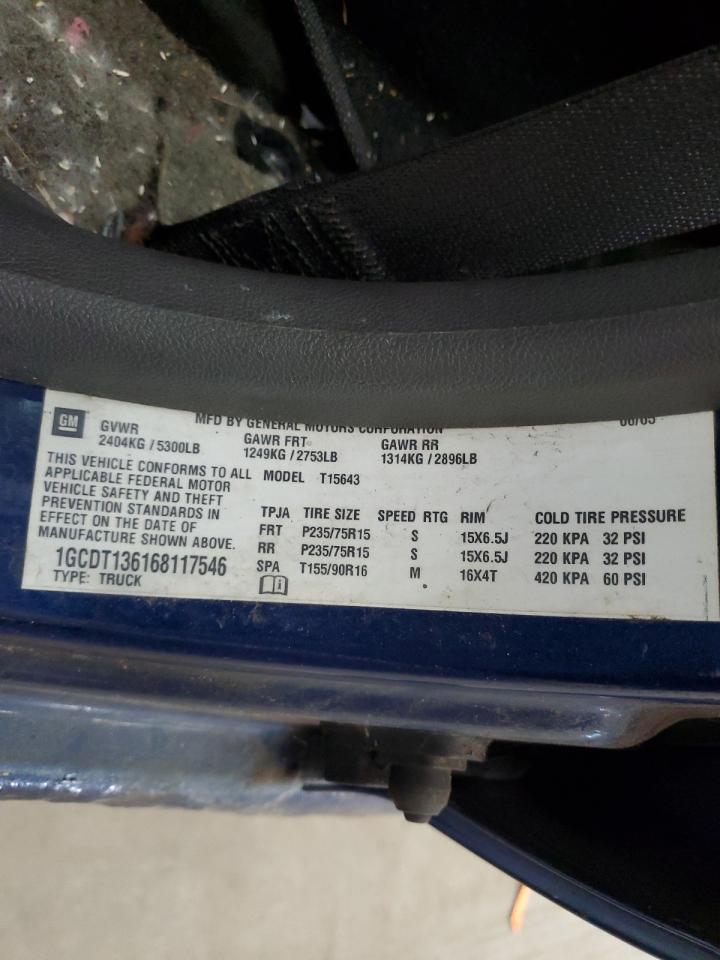 MFD BY GENERAL MOTORS CORPORATION 06/05
GM
GVWR GAWR FRT GAWR RR
2404KG / 5300LB 1249KG / 2753LB 1314KG / 2896LB
THIS VEHICLE CONFORMS TO ALL
APPLICABLE FEDERAL MOTOR
VEHICLE SAFETY AND THEFT
PREVENTION STANDARDS IN
EFFECT ON THE DATE OF
MANUFACTURE SHOWN ABOVE.
1GCDT136168117546
TYPE: TRUCK
MODEL T15643
TPJA TIRE SIZE SPEED RTG RIM COLD TIRE PRESSURE
FRT P235/75R15 S 15X6.5J 220 KPA 32 PSI
RR P235/75R15 S 15X6.5J 220 KPA 32 PSI
SPA T155/90R16 M 16X4T 420 KPA 60 PSI